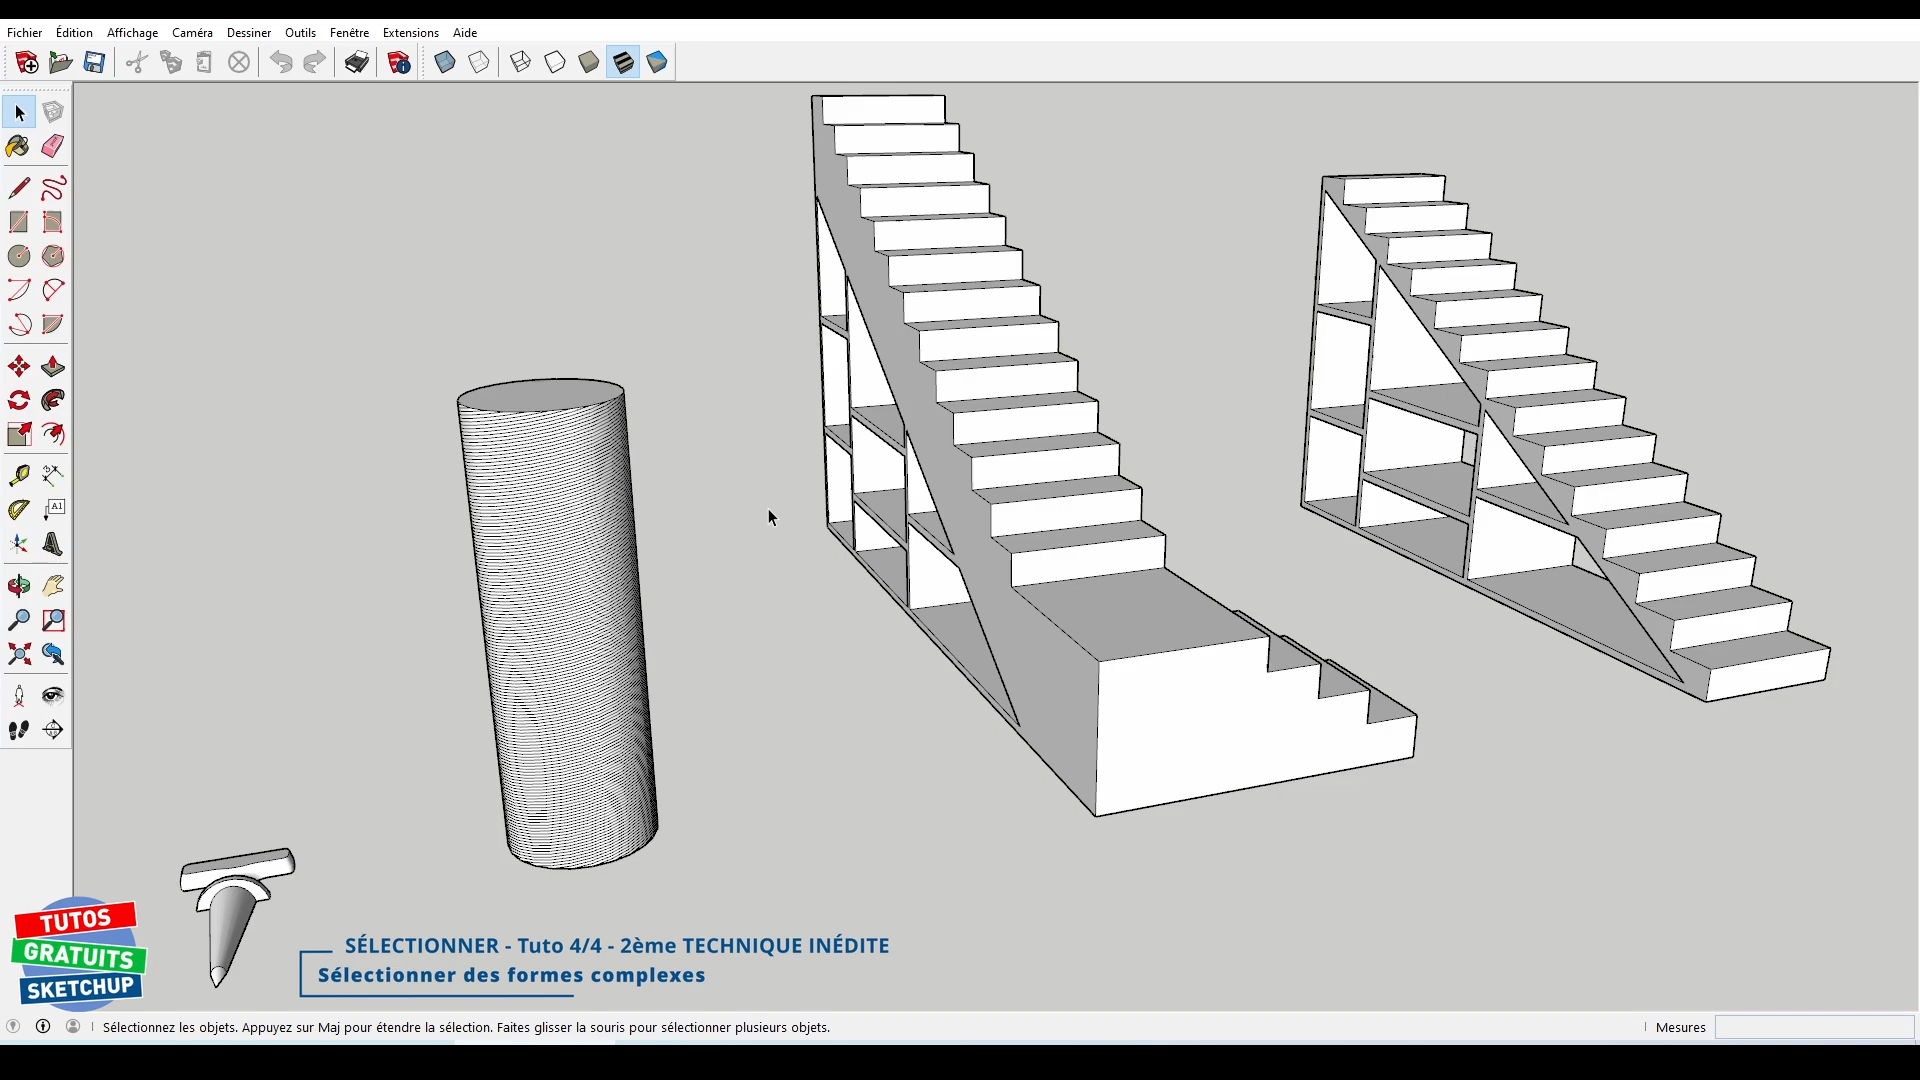 Fichier Édition Affichage Caméra Dessiner Outils Fenêtre Extensions Aide
A1
TUTOS
GRATUITS
SKETCHUP
SÉLECTIONNER - Tuto 4/4 - 2ème TECHNIQUE INÉDITE
Sélectionner des formes complexes
Sélectionnez les objets. Appuyez sur Maj pour étendre la sélection. Faites glisser la souris pour sélectionner plusieurs objets.
Mesures